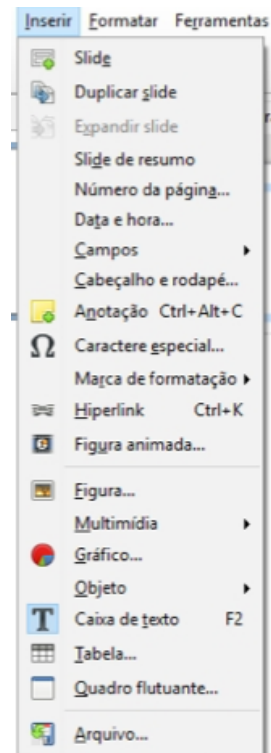 Inserir Formatar Ferramentas
Slide
Duplicar slide
Expandir slide
Slide de resumo
Número da página...
Data e hora...
Campos
Cabeçalho e rodapé...
Anotação Ctrl+Alt+C
Caractere especial...
Marca de formatação
Hiperlink Ctrl+K
Figura animada...
Figura...
Multimídia
Gráfico...
Objeto
T Caixa de texto F2
Tabela...
Quadro flutuante...
Arquivo...